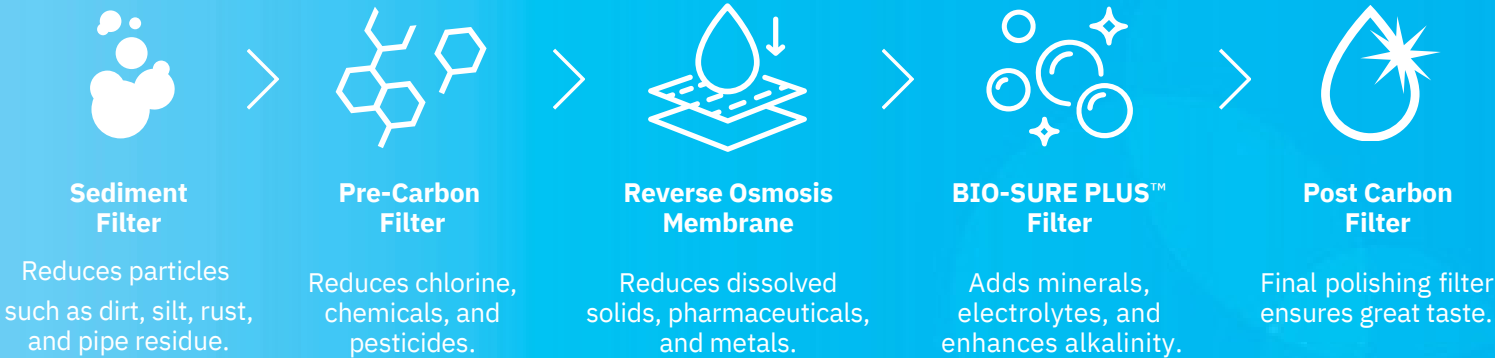 Sediment
Filter
Reduces particles
such as dirt, silt, rust,
and pipe residue.
Pre-Carbon
Filter
Reduces chlorine,
chemicals, and
pesticides.
Reverse Osmosis
Membrane
Reduces dissolved
solids, pharmaceuticals,
and metals.
BIO-SURE PLUS™
Filter
Adds minerals,
electrolytes, and
enhances alkalinity.
Post Carbon
Filter
Final polishing filter
ensures great taste.